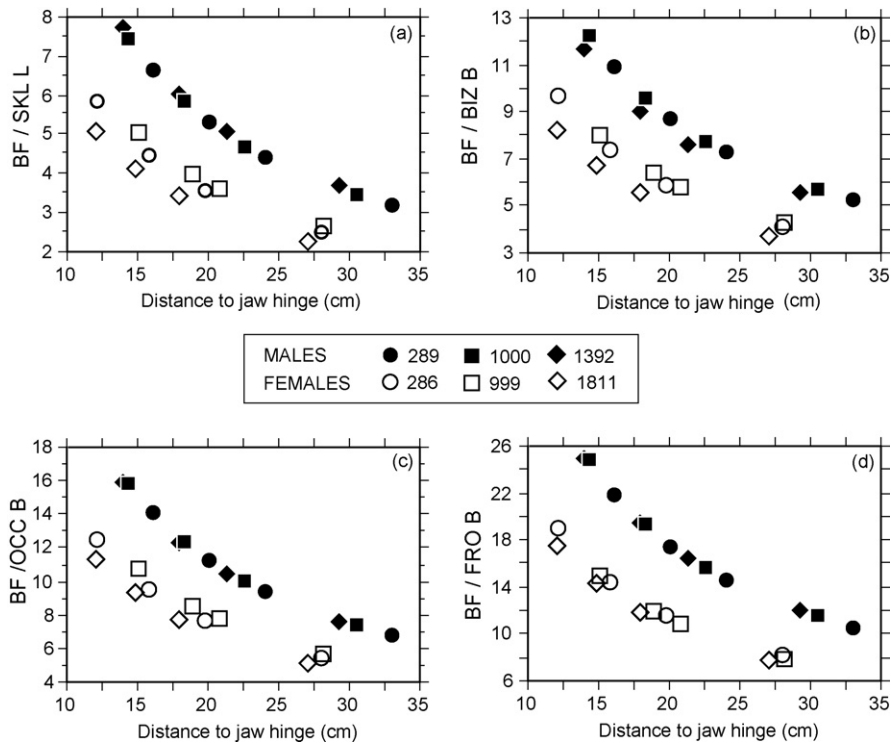 (a)
BF / SKL L
8
7
6
5
4
3
2
10 15 20 25 30 35
Distance to jaw hinge (cm)
(b)
BF / BIZ B
13
11
9
7
5
3
10 15 20 25 30 35
Distance to jaw hinge (cm)
MALES 289 1000 1392
FEMALES 286 999 1811
(c)
BF /OCC B
18
16
14
12
10
8
6
4
10 15 20 25 30 35
Distance to jaw hinge (cm)
(d)
BF / FRO B
26
22
18
14
10
6
10 15 20 25 30 35
Distance to jaw hinge (cm)